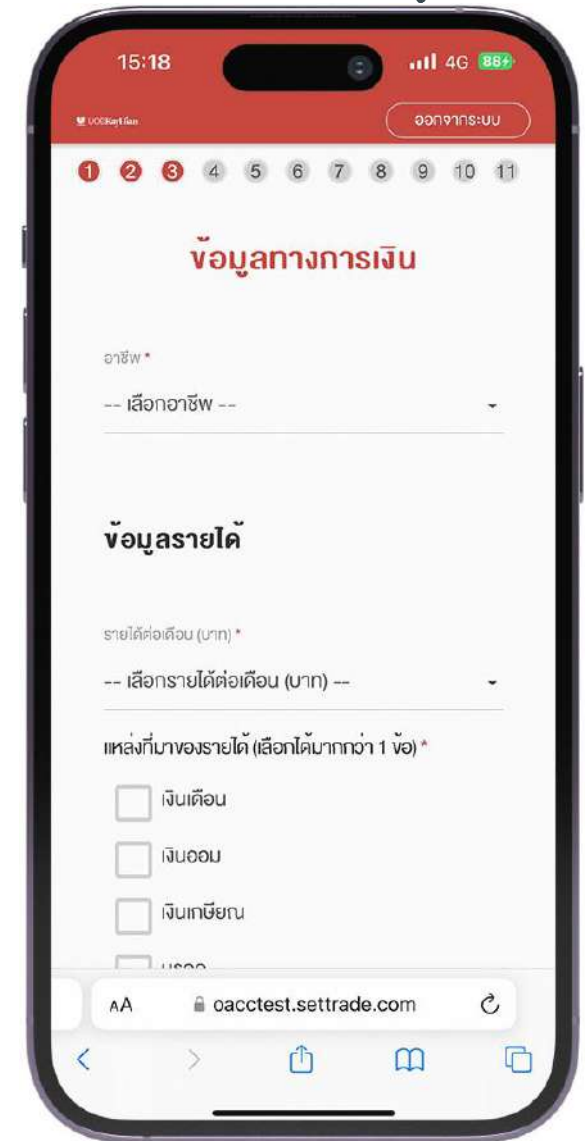 15:18
4G 88
UOBKayHian
ออกจากระบบ
1 2 3 4 5 6 7 8 9 10 11
ข้อมูลทางการเงิน
อาชีพ *
-- เลือกอาชีพ --
ข้อมูลรายได้
รายได้ต่อเดือน (บาท) *
-- เลือกรายได้ต่อเดือน (บาท) --
แหล่งที่มาของรายได้ (เลือกได้มากกว่า 1 ข้อ) *
เงินเดือน
เงินออม
เงินเกษียณ
AA oacctest.settrade.com